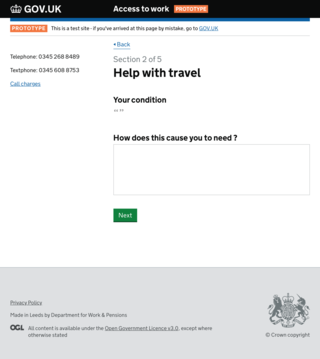 GOV.UK
Access to work PROTOTYPE
PROTOTYPE This is a test site - if you've arrived at this page by mistake, go to GOV.UK
Back
Telephone: 0345 268 8489
Textphone: 0345 608 8753
Call charges
Section 2 of 5
Help with travel
Your condition
" "
How does this cause you to need ?
Next
Privacy Policy
Made in Leeds by Department for Work & Pensions
OGL All content is available under the Open Government Licence v3.0, except where
otherwise stated
© Crown copyright